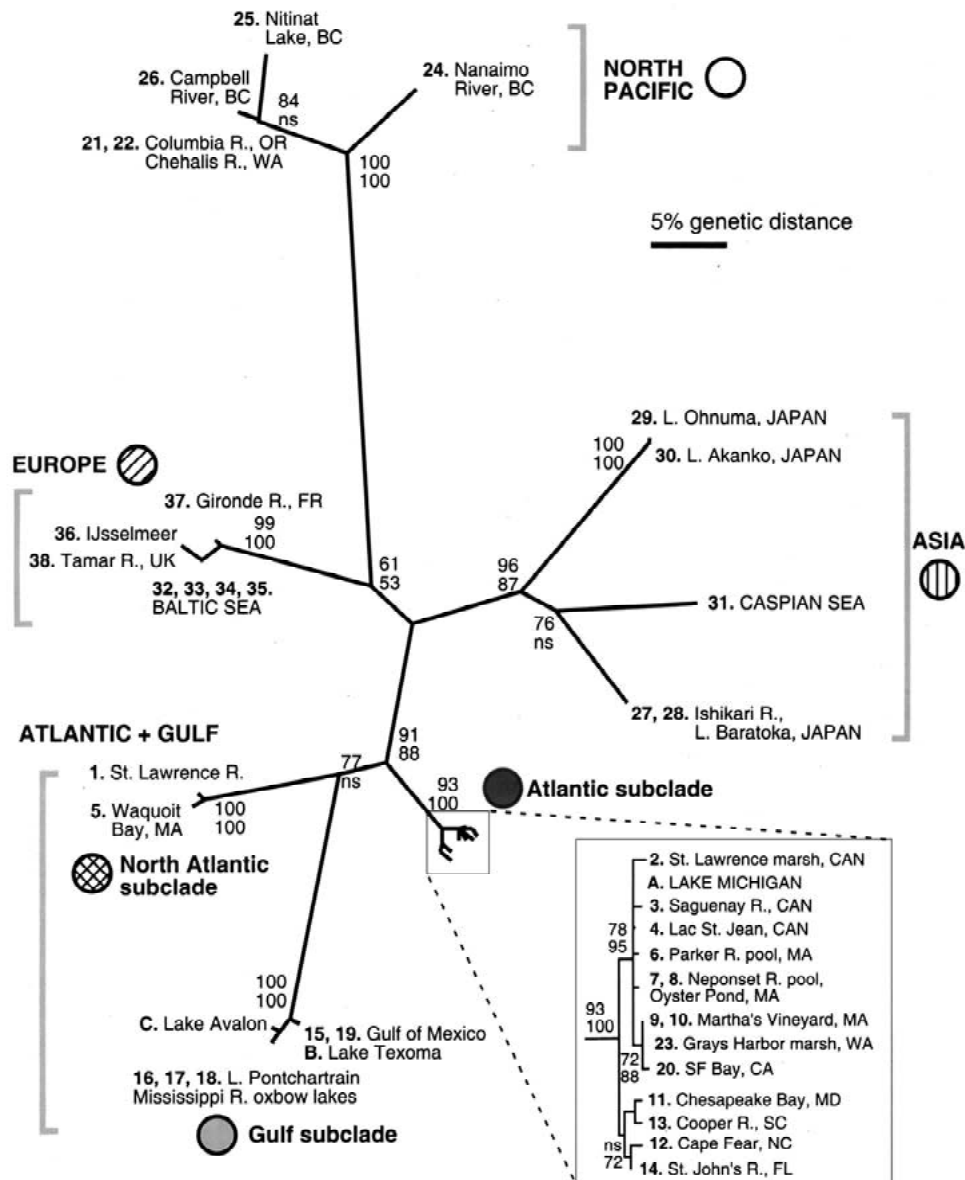 25. Nitinat
Lake, BC
26. Campbell
River, BC
84
ns
21, 22. Columbia R., OR
Chehalis R., WA
24. Nanaimo
River, BC
100
100
NORTH
PACIFIC
5% genetic distance
29. L. Ohnuma, JAPAN
100
100
30. L. Akanko, JAPAN
EUROPE
37. Gironde R., FR
99
100
36. IJsselmeer
38. Tamar R., UK
32, 33, 34, 35.
BALTIC SEA
61
53
96
87
ASIA
31. CASPIAN SEA
76
ns
27, 28. Ishikari R.,
L. Baratoka, JAPAN
ATLANTIC + GULF
91
88
77
ns
1. St. Lawrence R.
100
100
5. Waquoit
Bay, MA
North Atlantic
subclade
93
100
Atlantic subclade
100
100
C. Lake Avalon
15, 19. Gulf of Mexico
B. Lake Texoma
16, 17, 18. L. Pontchartrain
Mississippi R. oxbow lakes
Gulf subclade
2. St. Lawrence marsh, CAN
A. LAKE MICHIGAN
3. Saguenay R., CAN
78
95
4. Lac St. Jean, CAN
6. Parker R. pool, MA
7, 8. Neponset R. pool,
Oyster Pond, MA
93
100
9, 10. Martha's Vineyard, MA
23. Grays Harbor marsh, WA
72
88
20. SF Bay, CA
11. Chesapeake Bay, MD
13. Cooper R., SC
ns
72
12. Cape Fear, NC
14. St. John's R., FL